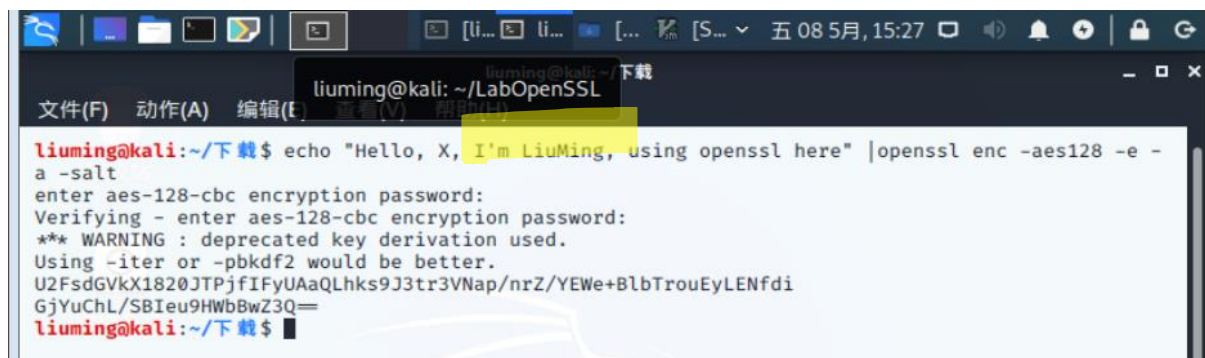 [li... li... [... [S... 五 08 5月, 15:27
liuming@kali: ~/下载
liuming@kali: ~/LabOpenSSL
文件(F) 动作(A) 编辑(E) 查看(V) 帮助(H)
liuming@kali:~/下载$ echo "Hello, X, I'm LiuMing, using openssl here" |openssl enc -aes128 -e -
a -salt
enter aes-128-cbc encryption password:
Verifying - enter aes-128-cbc encryption password:
*** WARNING : deprecated key derivation used.
Using -iter or -pbkdf2 would be better.
U2FsdGVkX1820JTPjfIFyUAaQLhks9J3tr3VNap/nrZ/YEWe+BlbTrouEyLENfdi
GjYuChL/SBIeu9HWbBwZ3Q==
liuming@kali:~/下载$